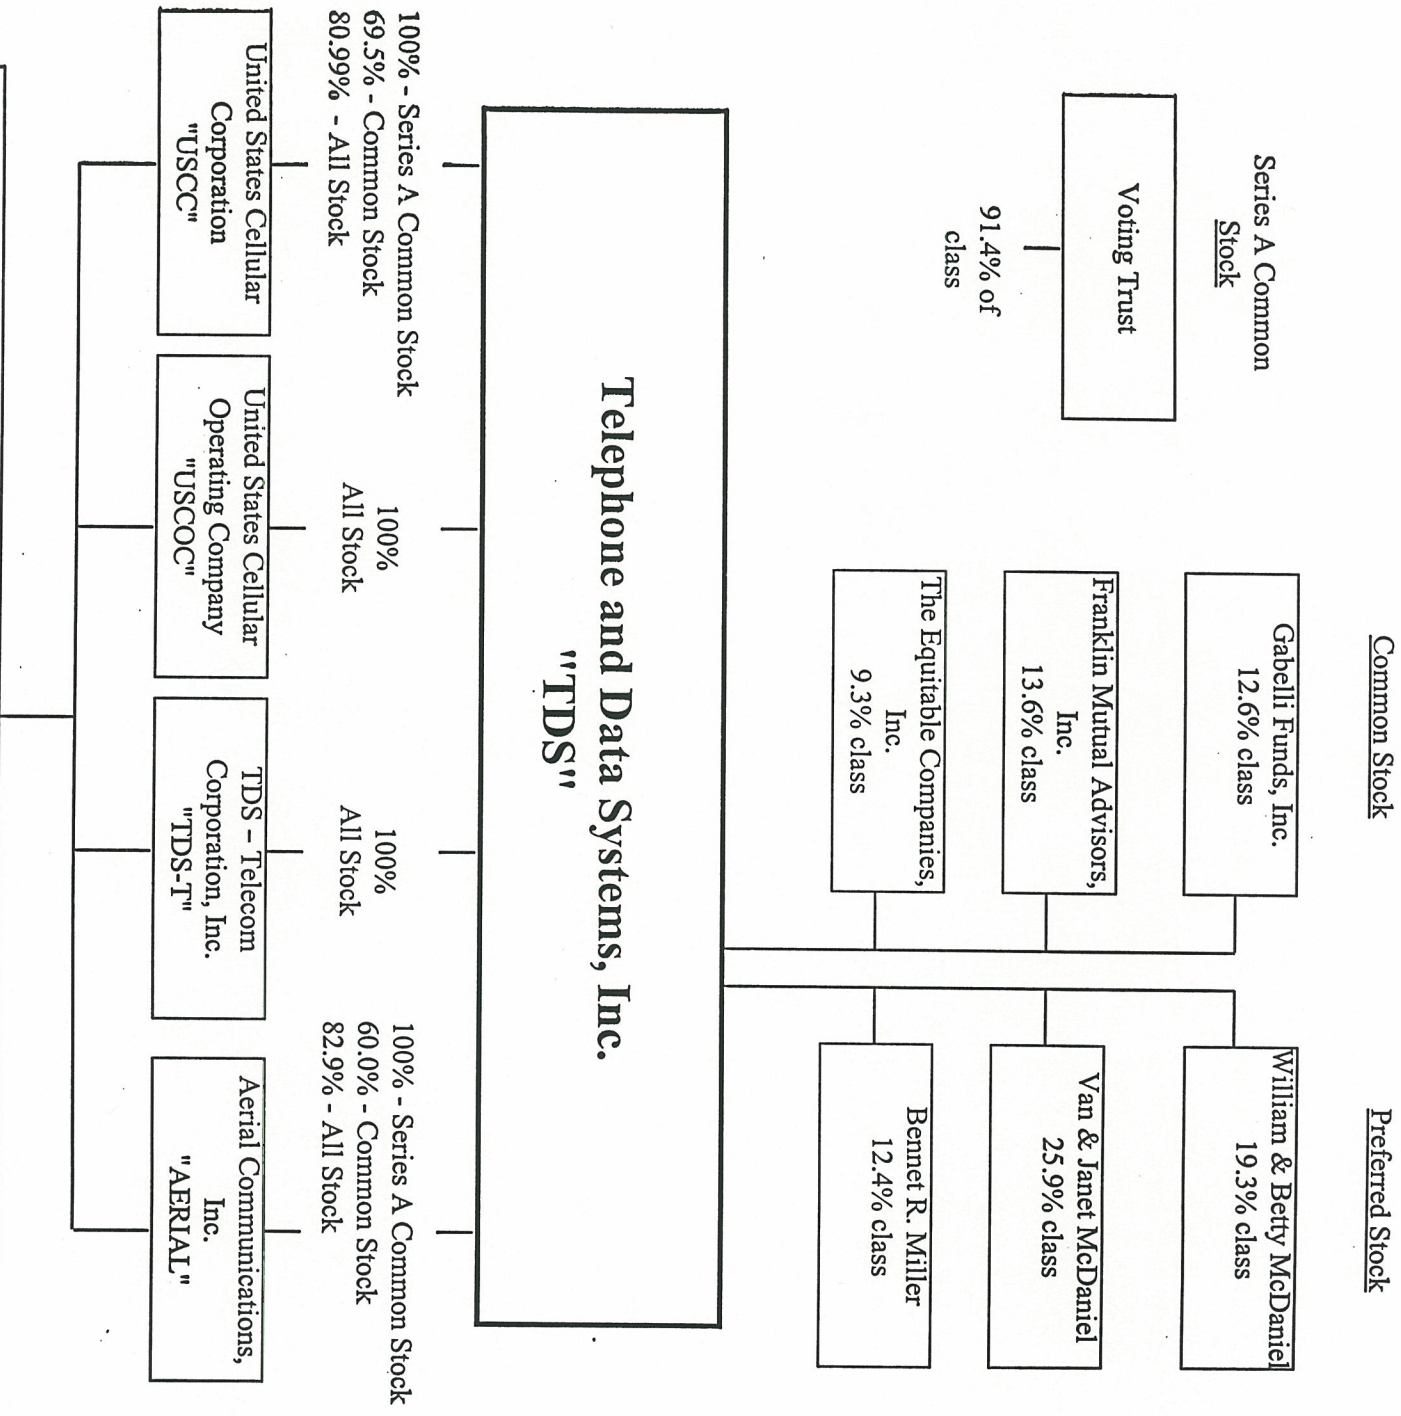 Series A Common
Stock
Common Stock
Preferred Stock
Voting Trust
91.4% of
class
Gabelli Funds, Inc.
12.6% class
Franklin Mutual Advisors,
Inc.
13.6% class
The Equitable Companies,
Inc.
9.3% class
William & Betty McDaniel
19.3% class
Van & Janet McDaniel
25.9% class
Bennet R. Miller
12.4% class
Telephone and Data Systems, Inc.
"TDS"
100% - Series A Common Stock
69.5% - Common Stock
80.99% - All Stock
100%
All Stock
100%
All Stock
100% - Series A Common Stock
60.0% - Common Stock
82.9% - All Stock
United States Cellular
Corporation
"USCC"
United States Cellular
Operating Company
"USCOC"
TDS - Telecom
Corporation, Inc.
"TDS-T"
Aerial Communications,
Inc.
"AERIAL"